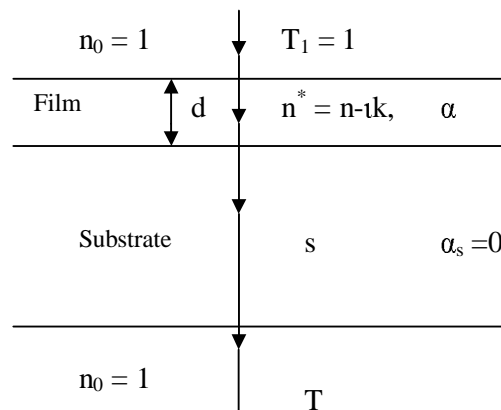 n₀ = 1 T₁ = 1
Film d n* = n-ιk, α
Substrate s αₛ =0
n₀ = 1 T